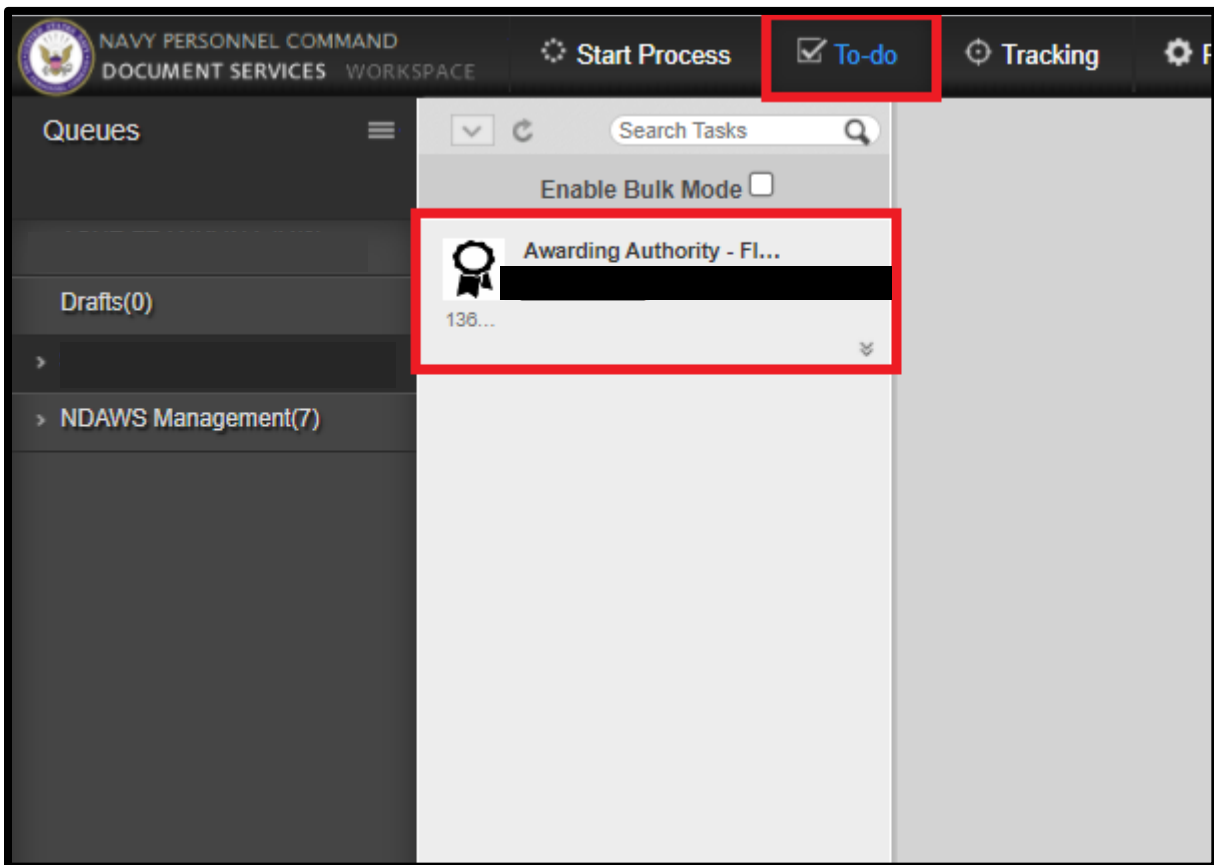 NAVY PERSONNEL COMMAND
DOCUMENT SERVICES WORKSPACE
Start Process
To-do
Tracking
Queues
Search Tasks
Enable Bulk Mode
Awarding Authority - Fl...
136...
Drafts(0)
NDAWS Management(7)